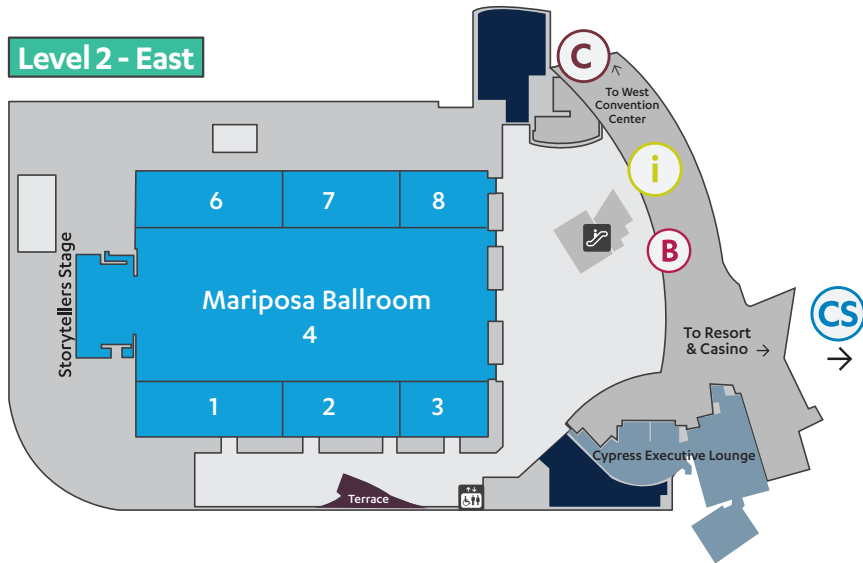 Level 2 - East
C
To West
Convention
Center
i
6
7
8
B
Storytellers Stage
Mariposa Ballroom
4
CS
To Resort
& Casino →
→
1
2
3
Cypress Executive Lounge
Terrace